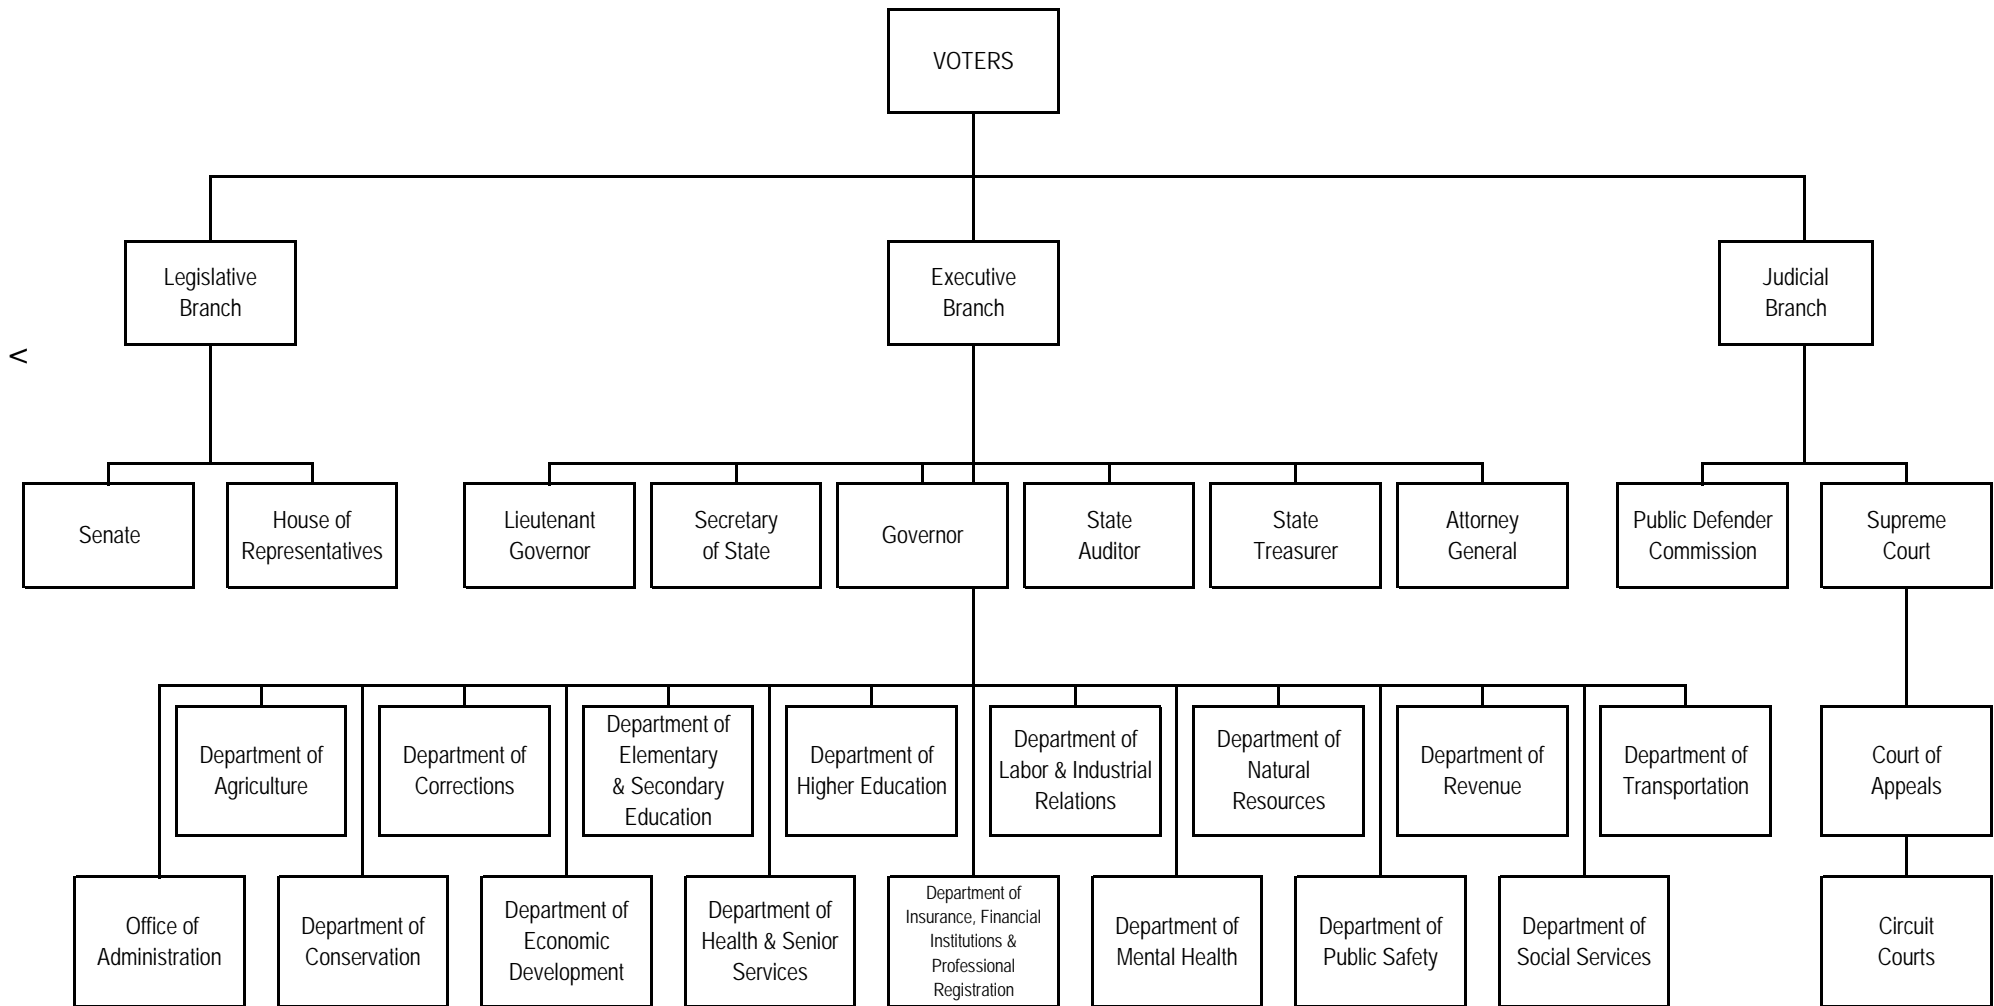 VOTERS
Legislative
Branch
Executive
Branch
Judicial
Branch
<
Senate
House of
Representatives
Lieutenant
Governor
Secretary
of State
Governor
State
Auditor
State
Treasurer
Attorney
General
Public Defender
Commission
Supreme
Court
Department of
Agriculture
Department of
Corrections
Department of
Elementary
& Secondary
Education
Department of
Higher Education
Department of
Labor & Industrial
Relations
Department of
Natural
Resources
Department of
Revenue
Department of
Transportation
Court of
Appeals
Office of
Administration
Department of
Conservation
Department of
Economic
Development
Department of
Health & Senior
Services
Department of
Insurance, Financial
Institutions &
Professional
Registration
Department of
Mental Health
Department of
Public Safety
Department of
Social Services
Circuit
Courts